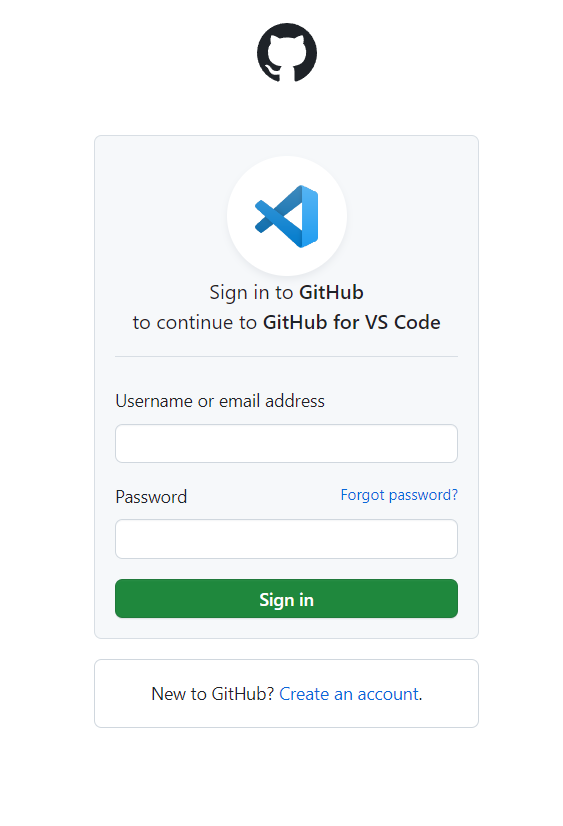 Sign in to GitHub
to continue to GitHub for VS Code
Username or email address
Password
Forgot password?
Sign in
New to GitHub? Create an account.